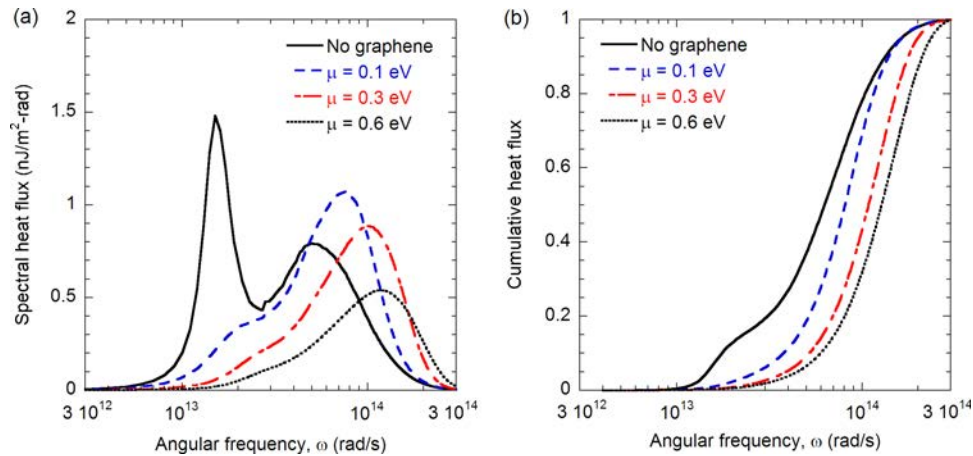 (a)
2
1.5
1
0.5
0
Spectral heat flux (nJ/m²-rad)
No graphene
μ = 0.1 eV
μ = 0.3 eV
μ = 0.6 eV
3 10¹²
10¹³
10¹⁴
3 10¹⁴
Angular frequency, ω (rad/s)
(b)
1
0.8
0.6
0.4
0.2
0
Cumulative heat flux
No graphene
μ = 0.1 eV
μ = 0.3 eV
μ = 0.6 eV
3 10¹²
10¹³
10¹⁴
3 10¹⁴
Angular frequency, ω (rad/s)